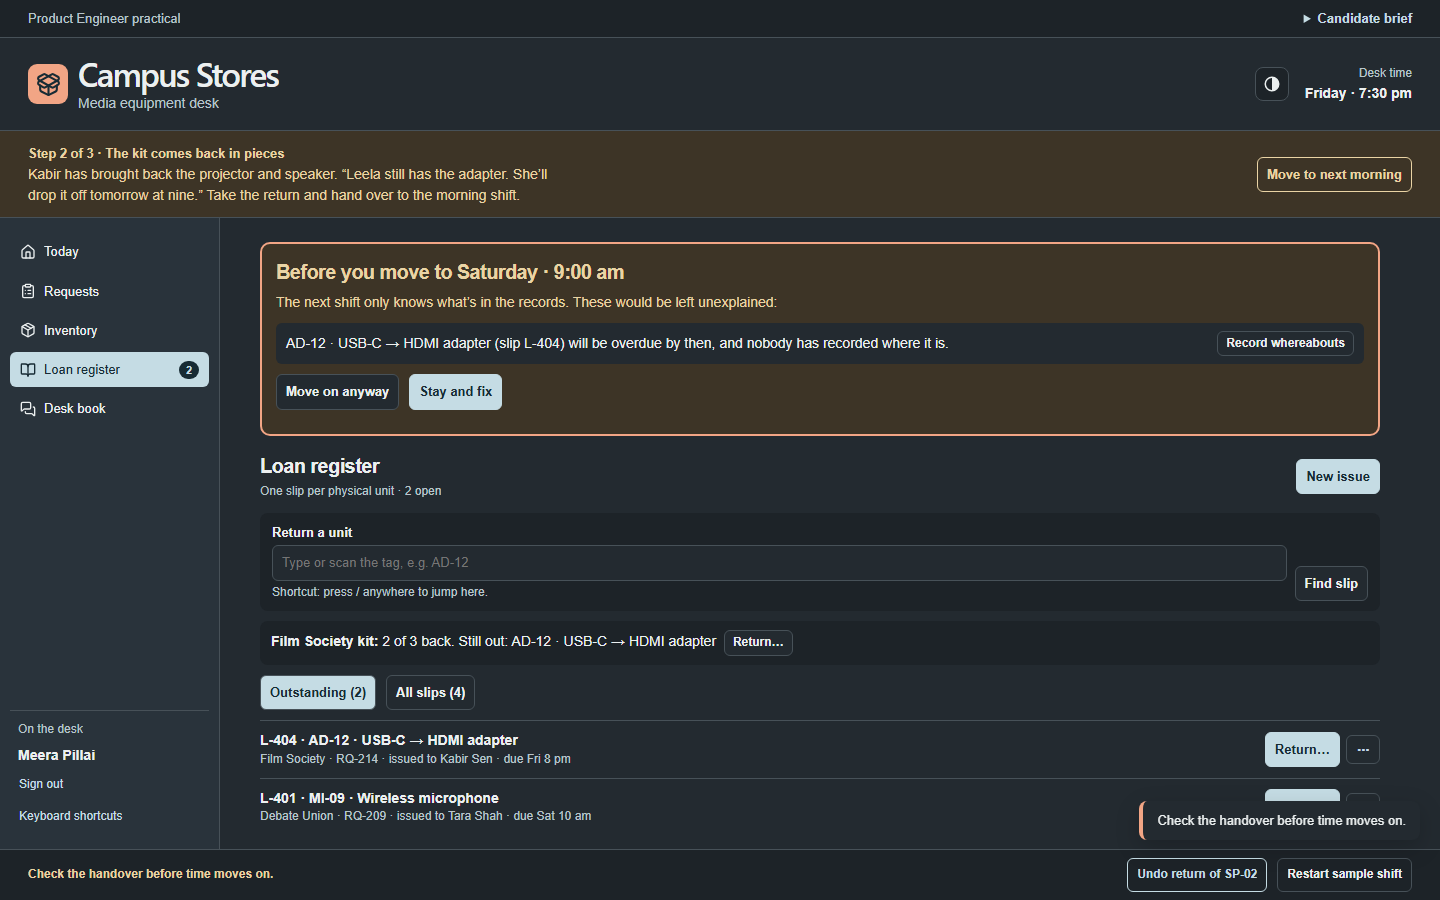 Product Engineer practical
Candidate brief
Campus Stores
Media equipment desk
Desk time
Friday · 7:30 pm
Step 2 of 3 · The kit comes back in pieces
Kabir has brought back the projector and speaker. “Leela still has the adapter. She’ll
drop it off tomorrow at nine.” Take the return and hand over to the morning shift.
Move to next morning
Today
Requests
Inventory
Loan register
2
Desk book
On the desk
Meera Pillai
Sign out
Keyboard shortcuts
Before you move to Saturday · 9:00 am
The next shift only knows what’s in the records. These would be left unexplained:
AD-12 · USB-C → HDMI adapter (slip L-404) will be overdue by then, and nobody has recorded where it is.
Record whereabouts
Move on anyway
Stay and fix
Loan register
One slip per physical unit · 2 open
New issue
Return a unit
Type or scan the tag, e.g. AD-12
Shortcut: press / anywhere to jump here.
Find slip
Film Society kit: 2 of 3 back. Still out: AD-12 · USB-C → HDMI adapter
Return…
Outstanding (2)
All slips (4)
L-404 · AD-12 · USB-C → HDMI adapter
Film Society · RQ-214 · issued to Kabir Sen · due Fri 8 pm
Return…
L-401 · MI-09 · Wireless microphone
Debate Union · RQ-209 · issued to Tara Shah · due Sat 10 am
Check the handover before time moves on.
Check the handover before time moves on.
Undo return of SP-02
Restart sample shift